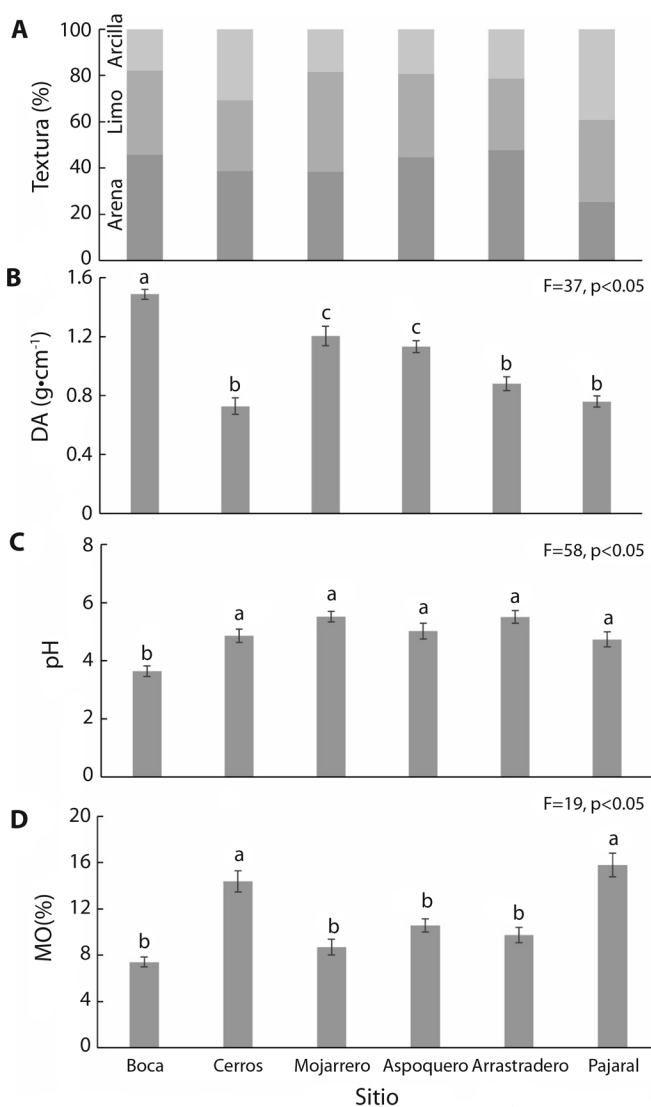 A
Textura (%)
Arena
Limo
Arcilla
100
80
60
40
20
0
B
F=37, p<0.05
DA (g•cm⁻¹)
1.6
1.2
0.8
0.4
0
a
b
c
c
b
b
C
F=58, p<0.05
pH
8
6
4
2
0
b
a
a
a
a
a
D
F=19, p<0.05
MO(%)
20
16
12
8
4
0
b
a
b
b
b
a
Boca Cerros Mojarrero Aspoquero Arrastradero Pajaral
Sitio